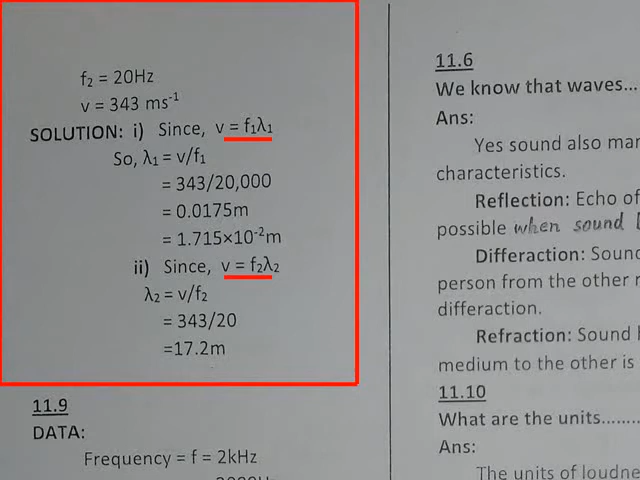 f₂ = 20Hz
v = 343 ms⁻¹
SOLUTION: i) Since, v = f₁λ₁
So, λ₁ = v/f₁
= 343/20,000
= 0.0175m
= 1.715×10⁻²m
ii) Since, v = f₂λ₂
λ₂ = v/f₂
= 343/20
=17.2m
11.9
DATA:
Frequency = f = 2kHz
11.6
We know that waves...
Ans:
Yes sound also
characteristics.
Reflection: Echo of
possible when sound
Differaction:
person from the other
differaction.
Refraction: Sound
medium to the other is
11.10
What are the units........
Ans:
The units of